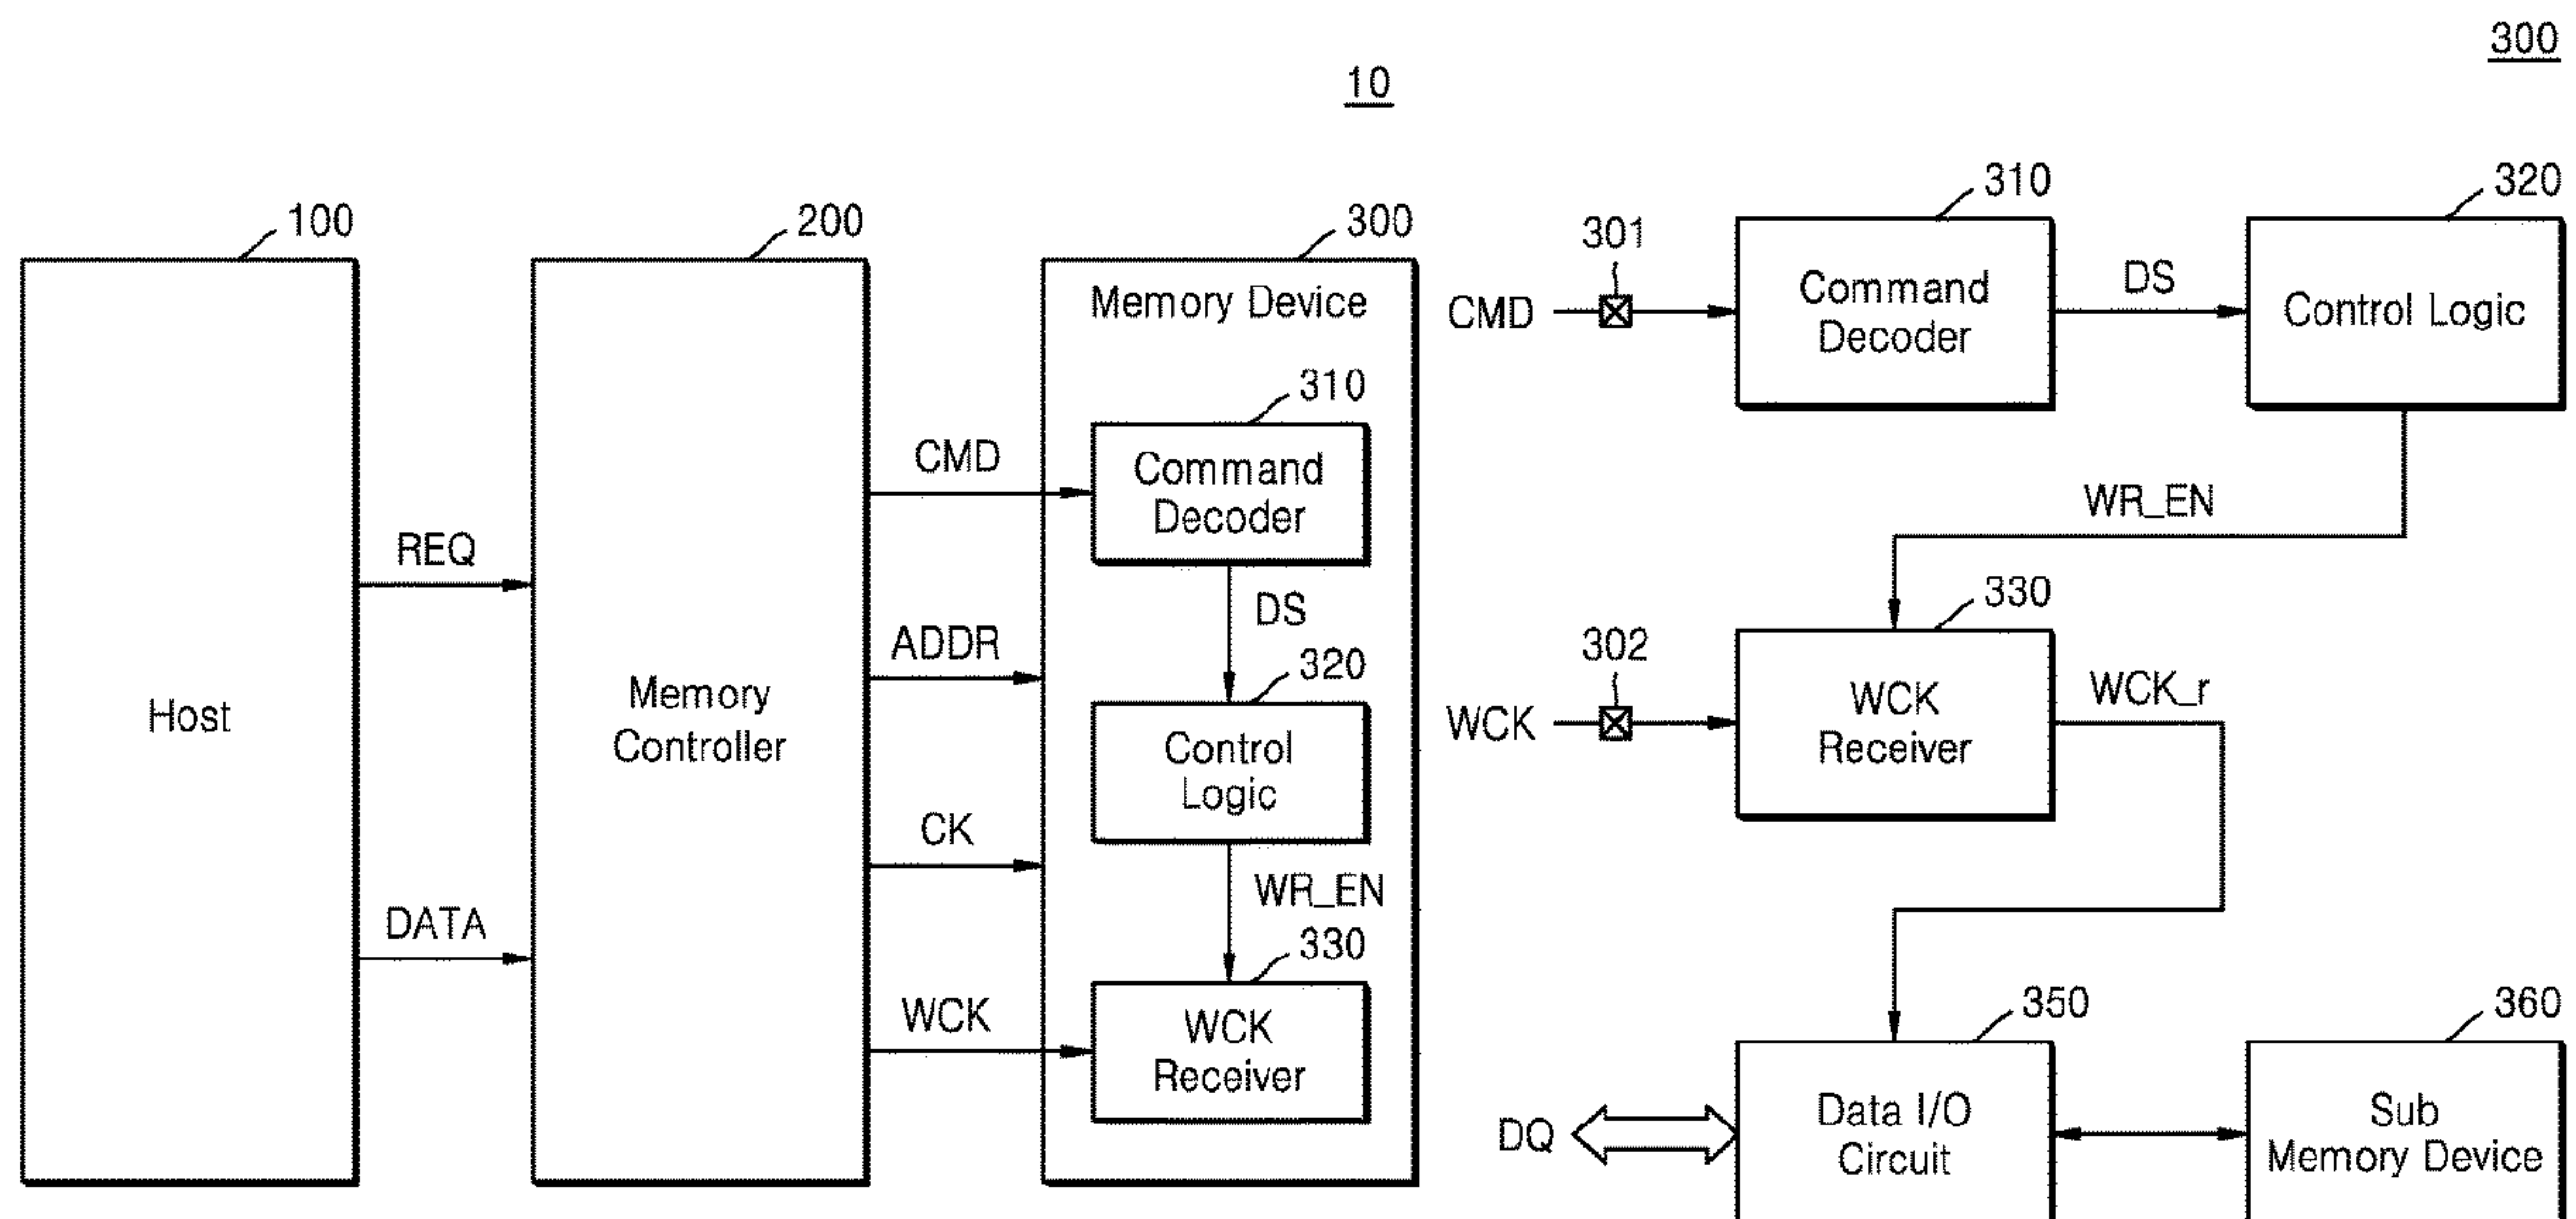 10
100
200
300
Host
REQ
DATA
Memory
Controller
CMD
ADDR
CK
WCK
Memory Device
310
Command
Decoder
DS
320
Control
Logic
WR_EN
330
WCK
Receiver
300
CMD
301
310
Command
Decoder
DS
320
Control Logic
WR_EN
WCK
302
330
WCK
Receiver
WCK_r
DQ
350
Data I/O
Circuit
360
Sub
Memory Device